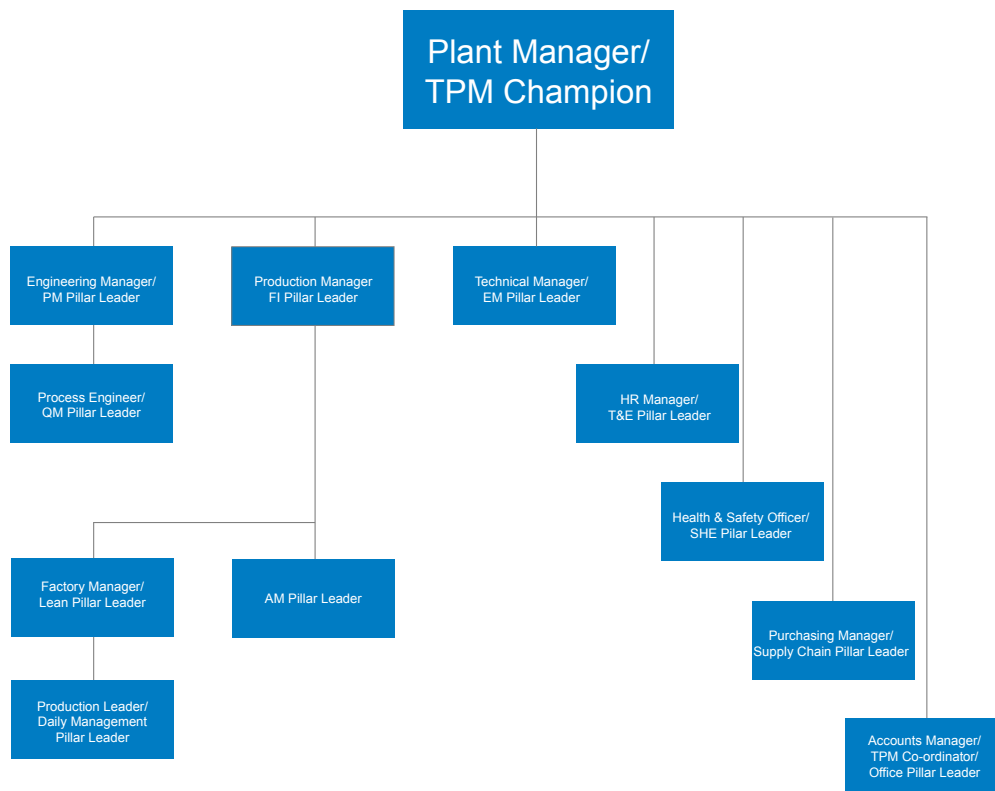 Plant Manager/
TPM Champion
Engineering Manager/
PM Pillar Leader
Production Manager
FI Pillar Leader
Technical Manager/
EM Pillar Leader
Process Engineer/
QM Pillar Leader
HR Manager/
T&E Pillar Leader
Health & Safety Officer/
SHE Pilar Leader
Factory Manager/
Lean Pillar Leader
AM Pillar Leader
Purchasing Manager/
Supply Chain Pillar Leader
Production Leader/
Daily Management
Pillar Leader
Accounts Manager/
TPM Co-ordinator/
Office Pillar Leader